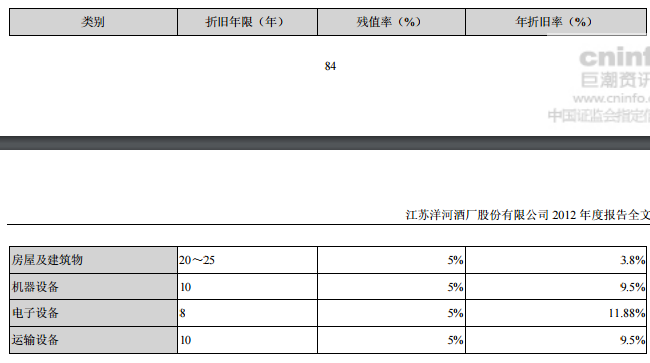 类别 折旧年限（年） 残值率（%） 年折旧率（%）
84
cninf
巨潮资讯
www.cninfo.
中国证监会指定信
江苏洋河酒厂股份有限公司 2012 年度报告全文
房屋及建筑物 20～25 5% 3.8%
机器设备 10 5% 9.5%
电子设备 8 5% 11.88%
运输设备 10 5% 9.5%